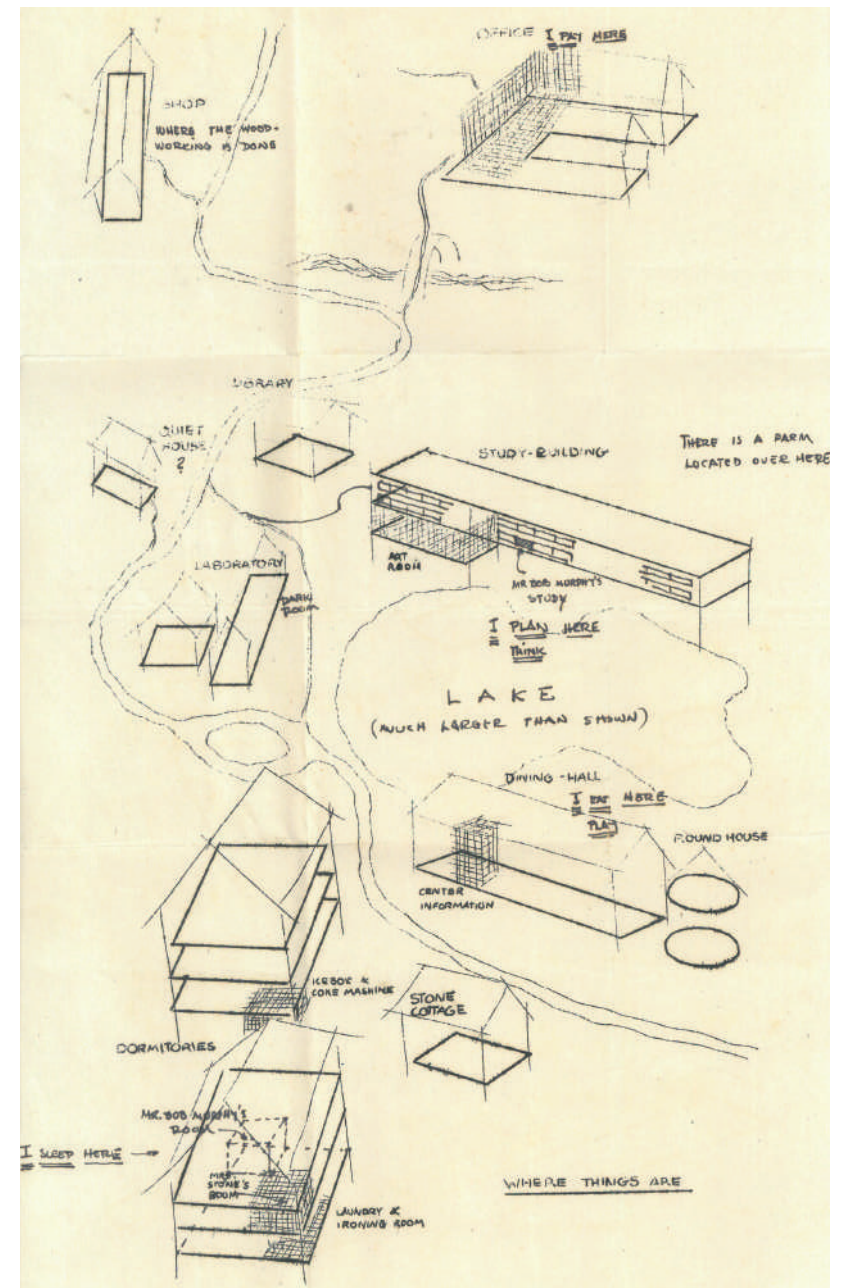 OFFICE I PAY HERE
SHOP
WHERE THE WOOD-
WORKING IS DONE
LIBRARY
QUIET
HOUSE
?
STUDY-BUILDING
THERE IS A FARM
LOCATED OVER HERE
LABORATORY
DARK
ROOM
ART
ROOM
MR. BOB MURPHY'S
STUDY
I PLAN HERE
THINK
LAKE
(MUCH LARGER THAN SHOWN)
DINING-HALL
I EAT HERE
PLAY
ROUND HOUSE
CENTER
INFORMATION
ICEBOX &
COKE MACHINE
STONE
COTTAGE
DORMITORIES
MR. BOB MURPHY'S
ROOM
I SLEEP HERE →
MRS.
STONE'S
ROOM
LAUNDRY &
IRONING ROOM
WHERE THINGS ARE